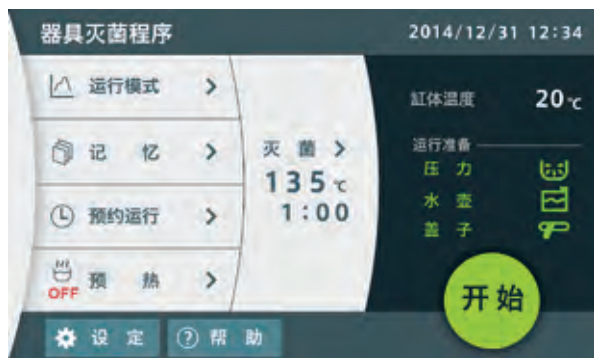 器具灭菌程序
2014/12/31 12:34
运行模式
记 忆
预约运行
OFF 预 热
灭 菌
135℃
1:00
缸体温度 20℃
运行准备
压 力
水 壶
盖 子
开 始
设 定
? 帮 助